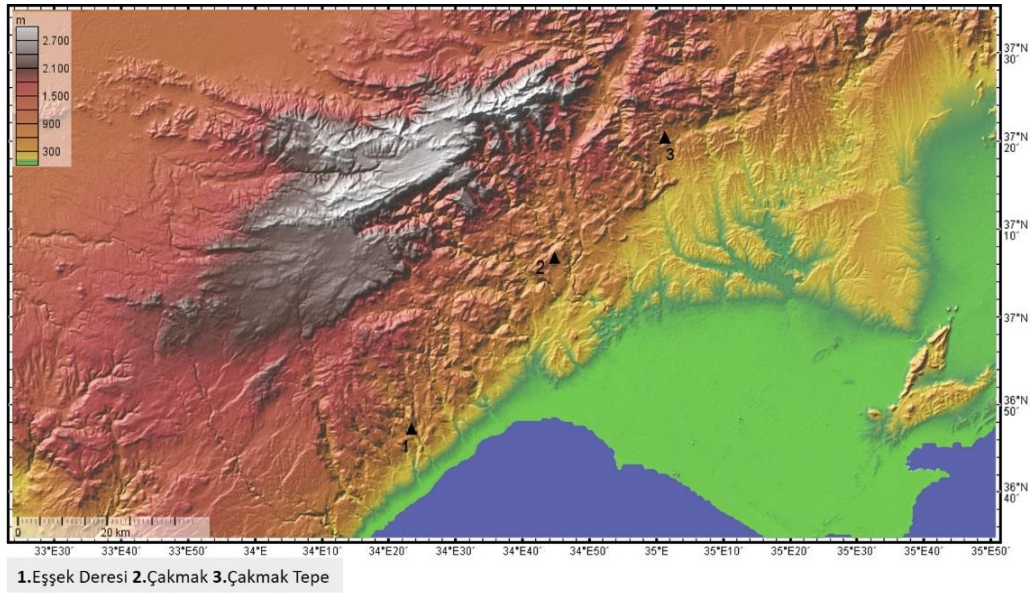 m
2.700
2.100
1.500
900
300
37°N
30´
37°N
20´
37°N
10´
37°N
36°N
50´
36°N
40´
3
2
1
0 20 km
33°E30´ 33°E40´ 33°E50´ 34°E 34°E10´ 34°E20´ 34°E30´ 34°E40´ 34°E50´ 35°E 35°E10´ 35°E20´ 35°E30´ 35°E40´ 35°E50´
1.Eşşek Deresi 2.Çakmak 3.Çakmak Tepe